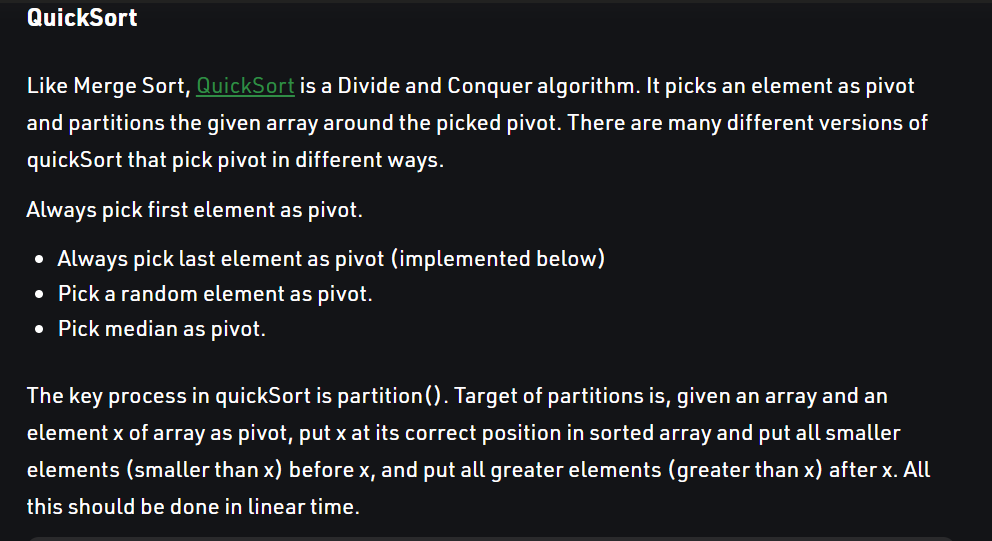 QuickSort
Like Merge Sort, QuickSort is a Divide and Conquer algorithm. It picks an element as pivot
and partitions the given array around the picked pivot. There are many different versions of
quickSort that pick pivot in different ways.
Always pick first element as pivot.
• Always pick last element as pivot (implemented below)
• Pick a random element as pivot.
• Pick median as pivot.
The key process in quickSort is partition(). Target of partitions is, given an array and an
element x of array as pivot, put x at its correct position in sorted array and put all smaller
elements (smaller than x) before x, and put all greater elements (greater than x) after x. All
this should be done in linear time.